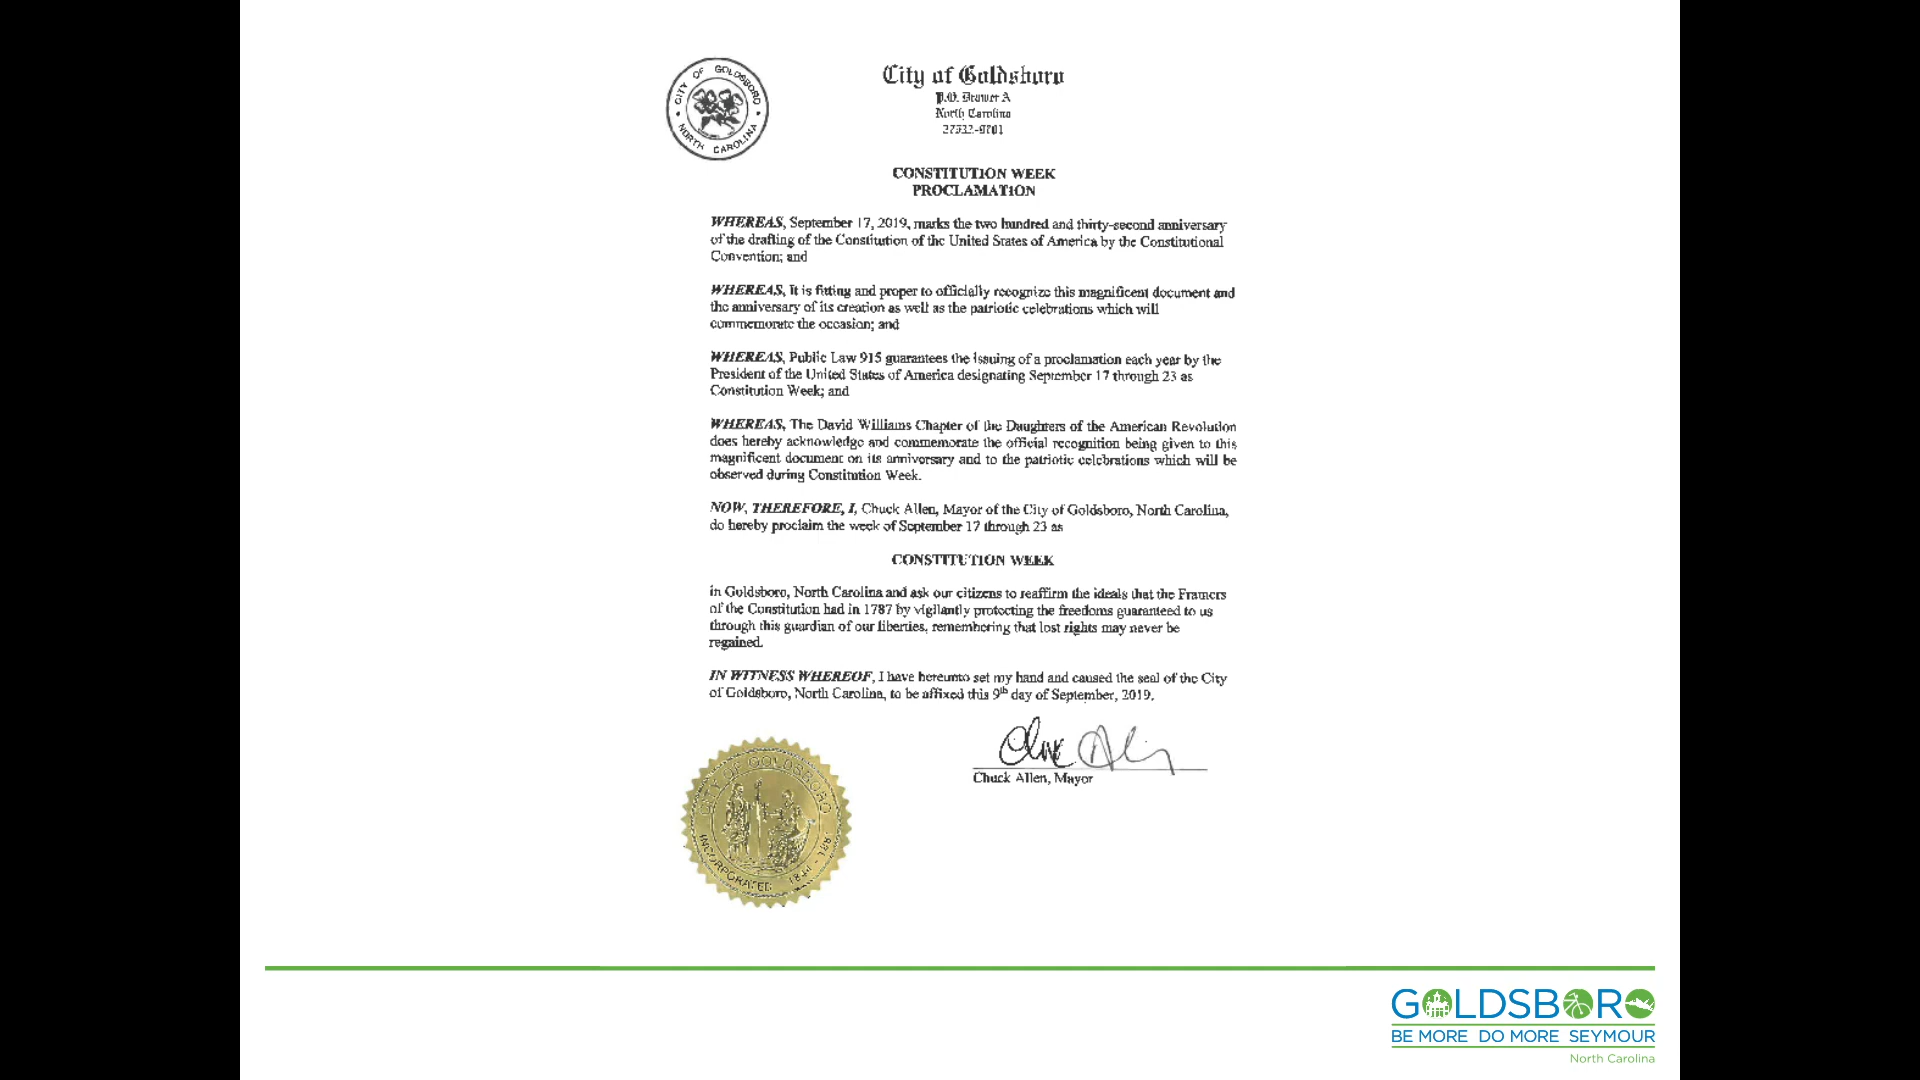 CITY OF GOLDSBORO
NORTH CAROLINA
City of Goldsboro
P.O. Drawer A
North Carolina
27532-9701
CONSTITUTION WEEK
PROCLAMATION
WHEREAS, September 17, 2019, marks the two hundred and thirty-second anniversary
of the drafting of the Constitution of the United States of America by the Constitutional
Convention; and
WHEREAS, It is fitting and proper to officially recognize this magnificent document and
the anniversary of its creation as well as the patriotic celebrations which will
commemorate the occasion; and
WHEREAS, Public Law 915 guarantees the issuing of a proclamation each year by the
President of the United States of America designating September 17 through 23 as
Constitution Week; and
WHEREAS, The David Williams Chapter of the Daughters of the American Revolution
does hereby acknowledge and commemorate the official recognition being given to this
magnificent document on its anniversary and to the patriotic celebrations which will be
observed during Constitution Week.
NOW, THEREFORE, I, Chuck Allen, Mayor of the City of Goldsboro, North Carolina,
do hereby proclaim the week of September 17 through 23 as
CONSTITUTION WEEK
in Goldsboro, North Carolina and ask our citizens to reaffirm the ideals that the Framers
of the Constitution had in 1787 by vigilantly protecting the freedoms guaranteed to us
through this guardian of our liberties, remembering that lost rights may never be
regained.
IN WITNESS WHEREOF, I have hereunto set my hand and caused the seal of the City
of Goldsboro, North Carolina, to be affixed this 9th day of September, 2019.
Chuck Allen, Mayor
CITY OF GOLDSBORO
INCORPORATED 1847
GOLDSBORO
BE MORE DO MORE SEYMOUR
North Carolina